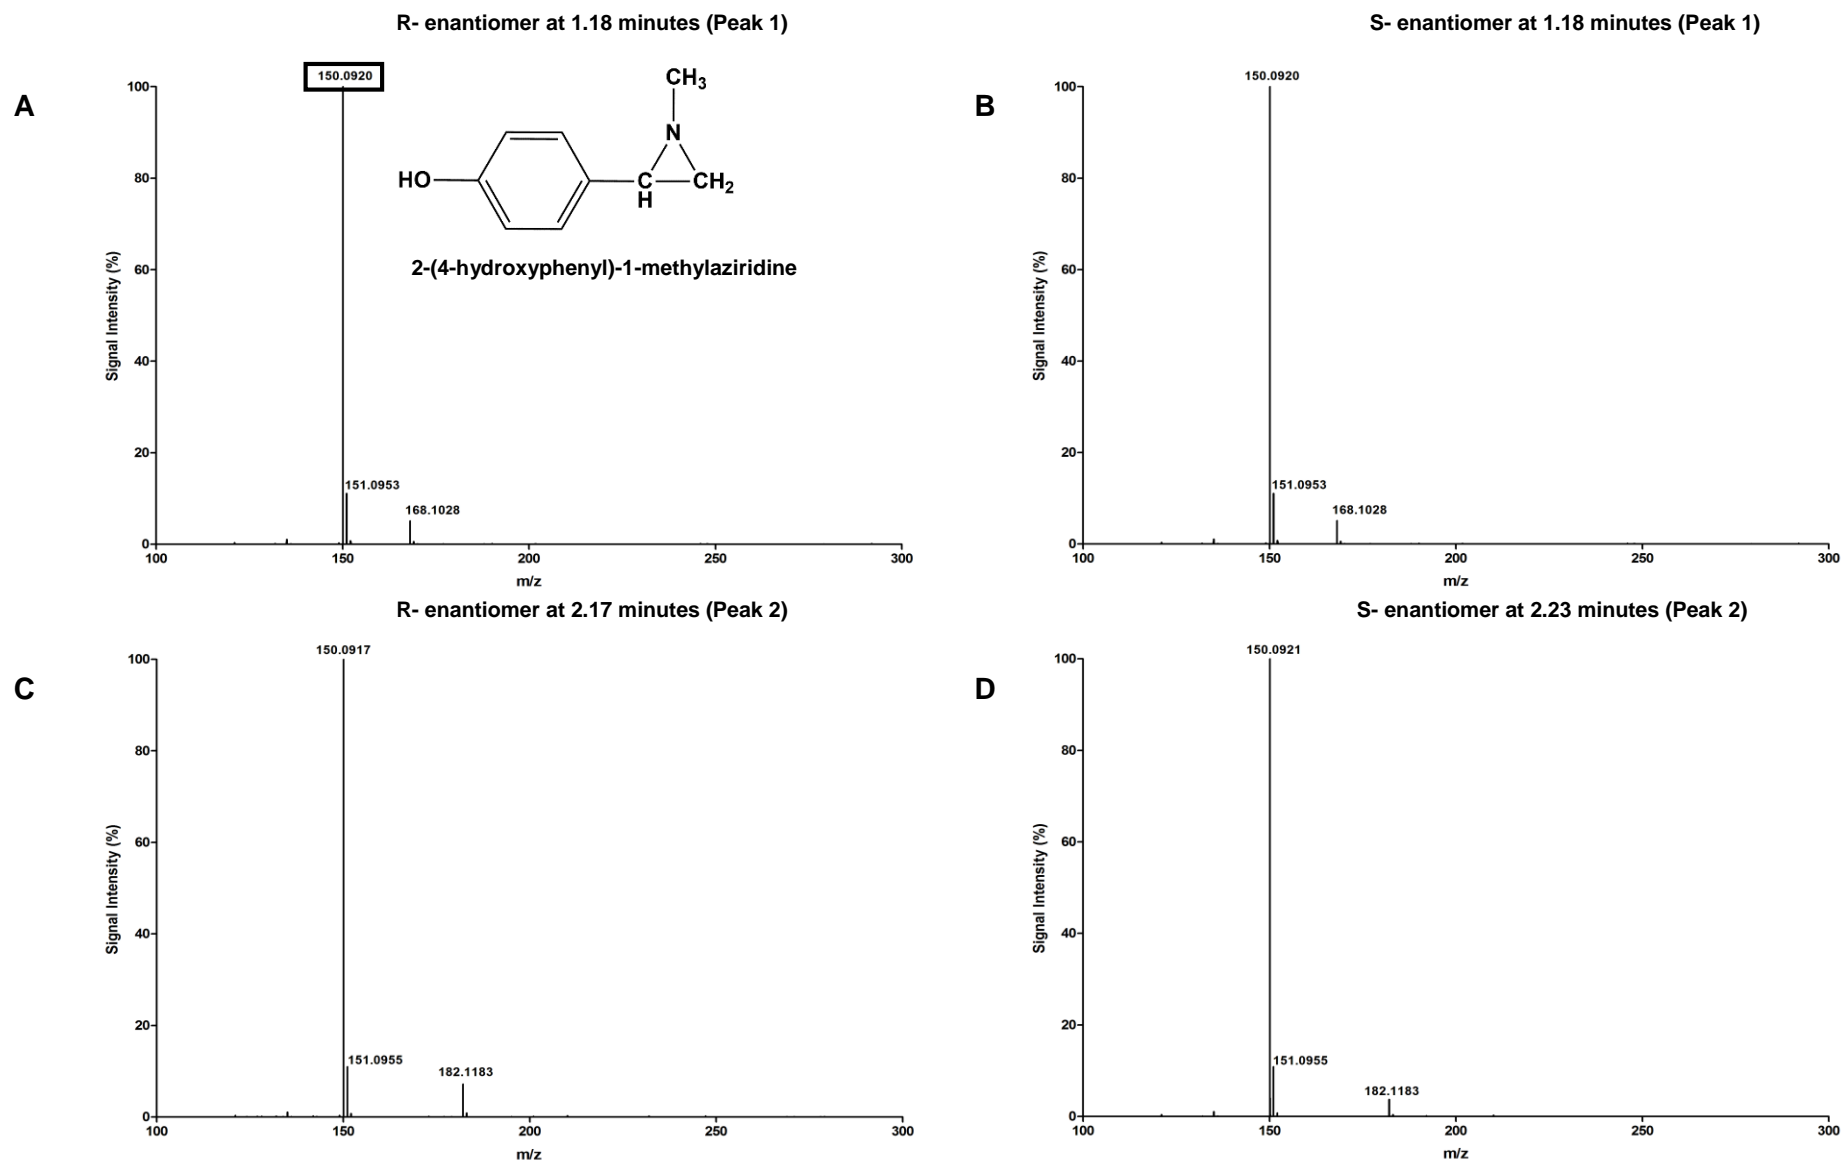 R- enantiomer at 1.18 minutes (Peak 1)
A
150.0920
100
80
60
40
20
0
Signal Intensity (%)
CH3
N
HO
C
H
CH2
2-(4-hydroxyphenyl)-1-methylaziridine
151.0953
168.1028
100
150
200
250
300
m/z
S- enantiomer at 1.18 minutes (Peak 1)
B
150.0920
100
80
60
40
20
0
Signal Intensity (%)
151.0953
168.1028
100
150
200
250
300
m/z
R- enantiomer at 2.17 minutes (Peak 2)
C
150.0917
100
80
60
40
20
0
Signal Intensity (%)
151.0955
182.1183
100
150
200
250
300
m/z
S- enantiomer at 2.23 minutes (Peak 2)
D
150.0921
100
80
60
40
20
0
Signal Intensity (%)
151.0955
182.1183
100
150
200
250
300
m/z